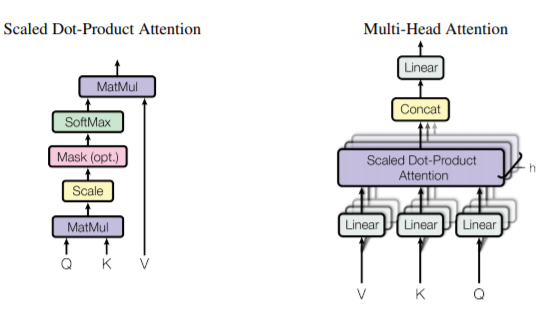 Scaled Dot-Product Attention
MatMul
SoftMax
Mask (opt.)
Scale
MatMul
Q K V
Multi-Head Attention
Linear
Concat
Scaled Dot-Product
Attention
h
Linear Linear Linear
V K Q